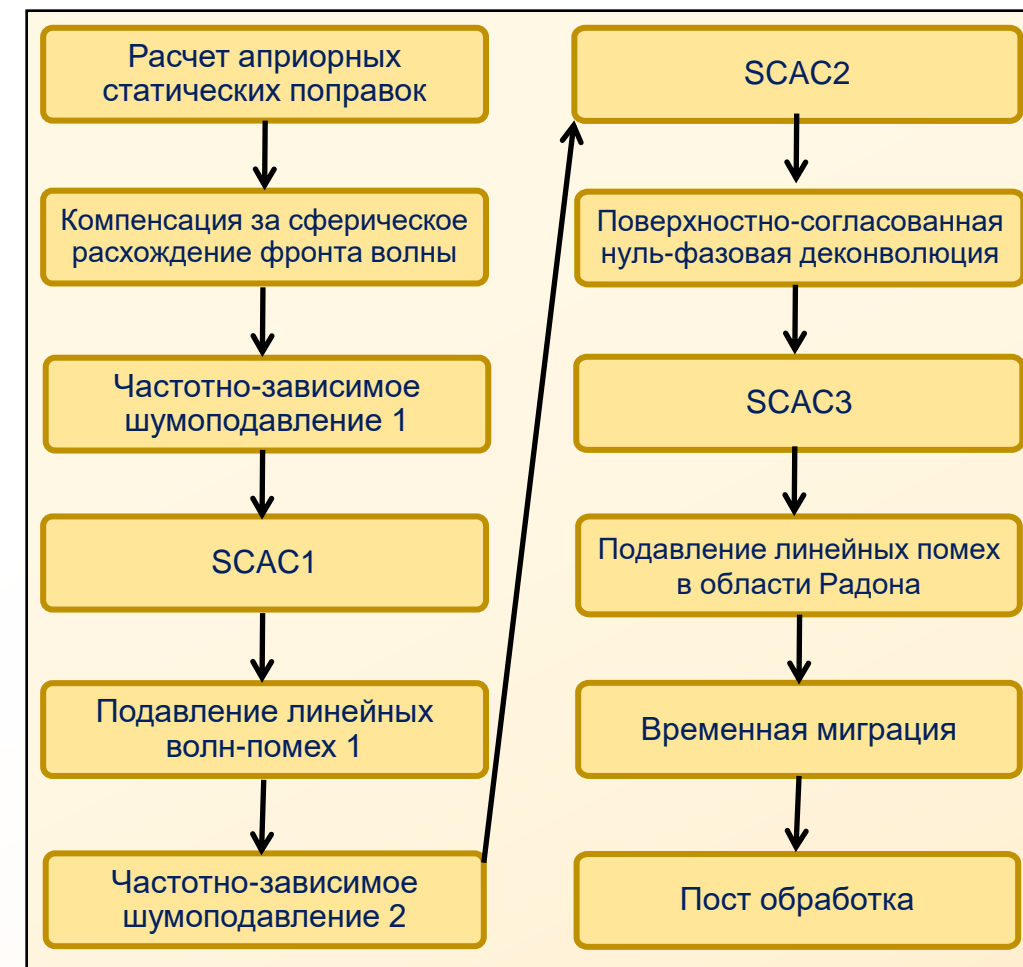 Расчет априорных
статических поправок
Компенсация за сферическое
расхождение фронта волны
Частотно-зависимое
шумоподавление 1
SCAC1
Подавление линейных
волн-помех 1
Частотно-зависимое
шумоподавление 2
SCAC2
Поверхностно-согласованная
нуль-фазовая деконволюция
SCAC3
Подавление линейных помех
в области Радона
Временная миграция
Пост обработка